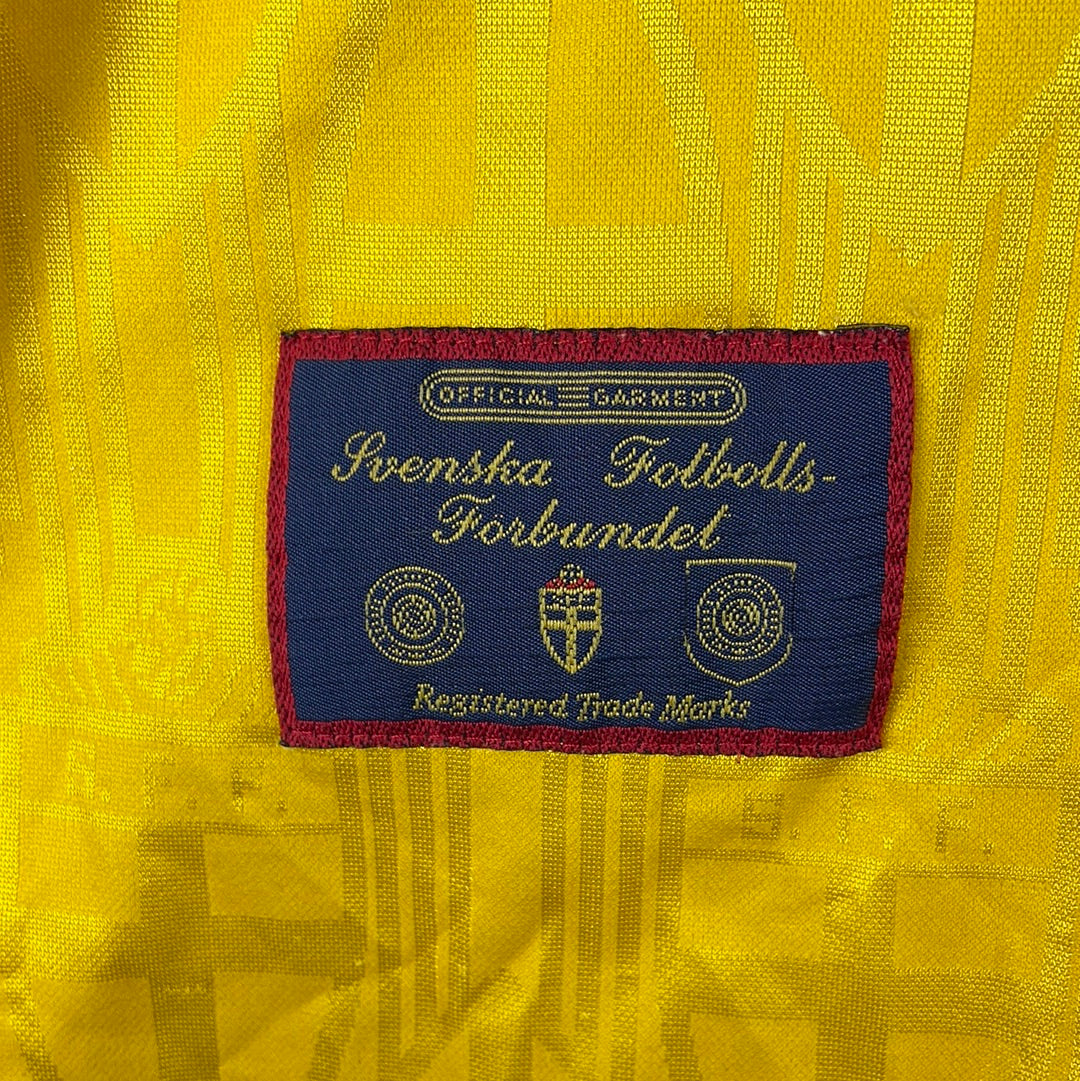 OFFICIAL GARMENT
Svenska Fotbolls-
Förbundet
Registered Trade Marks
F. F.
F. F.